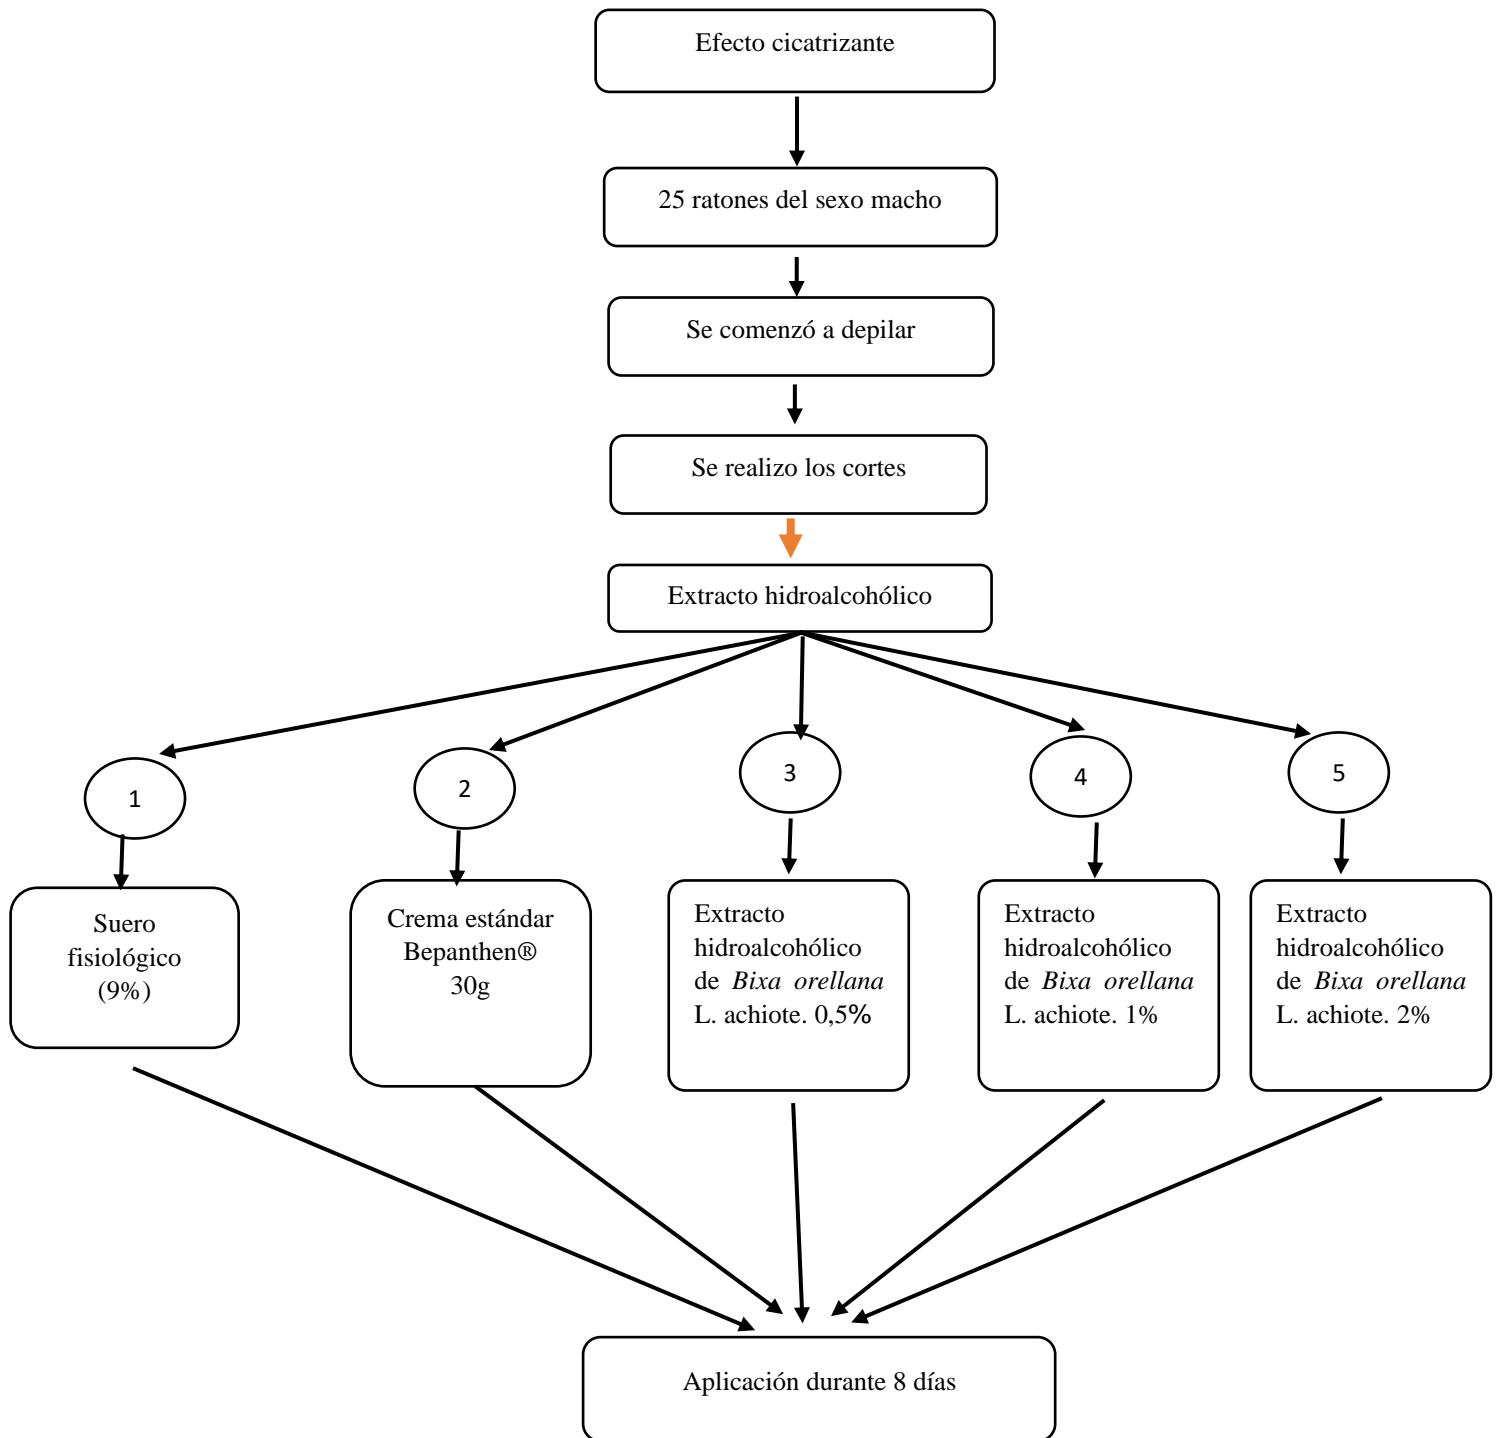 Efecto cicatrizante
25 ratones del sexo macho
Se comenzó a depilar
Se realizo los cortes
Extracto hidroalcohólico
1
2
3
4
5
Suero
fisiológico
(9%)
Crema estándar
Bepanthen®
30g
Extracto
hidroalcohólico
de Bixa orellana
L. achiote. 0,5%
Extracto
hidroalcohólico
de Bixa orellana
L. achiote. 1%
Extracto
hidroalcohólico
de Bixa orellana
L. achiote. 2%
Aplicación durante 8 días